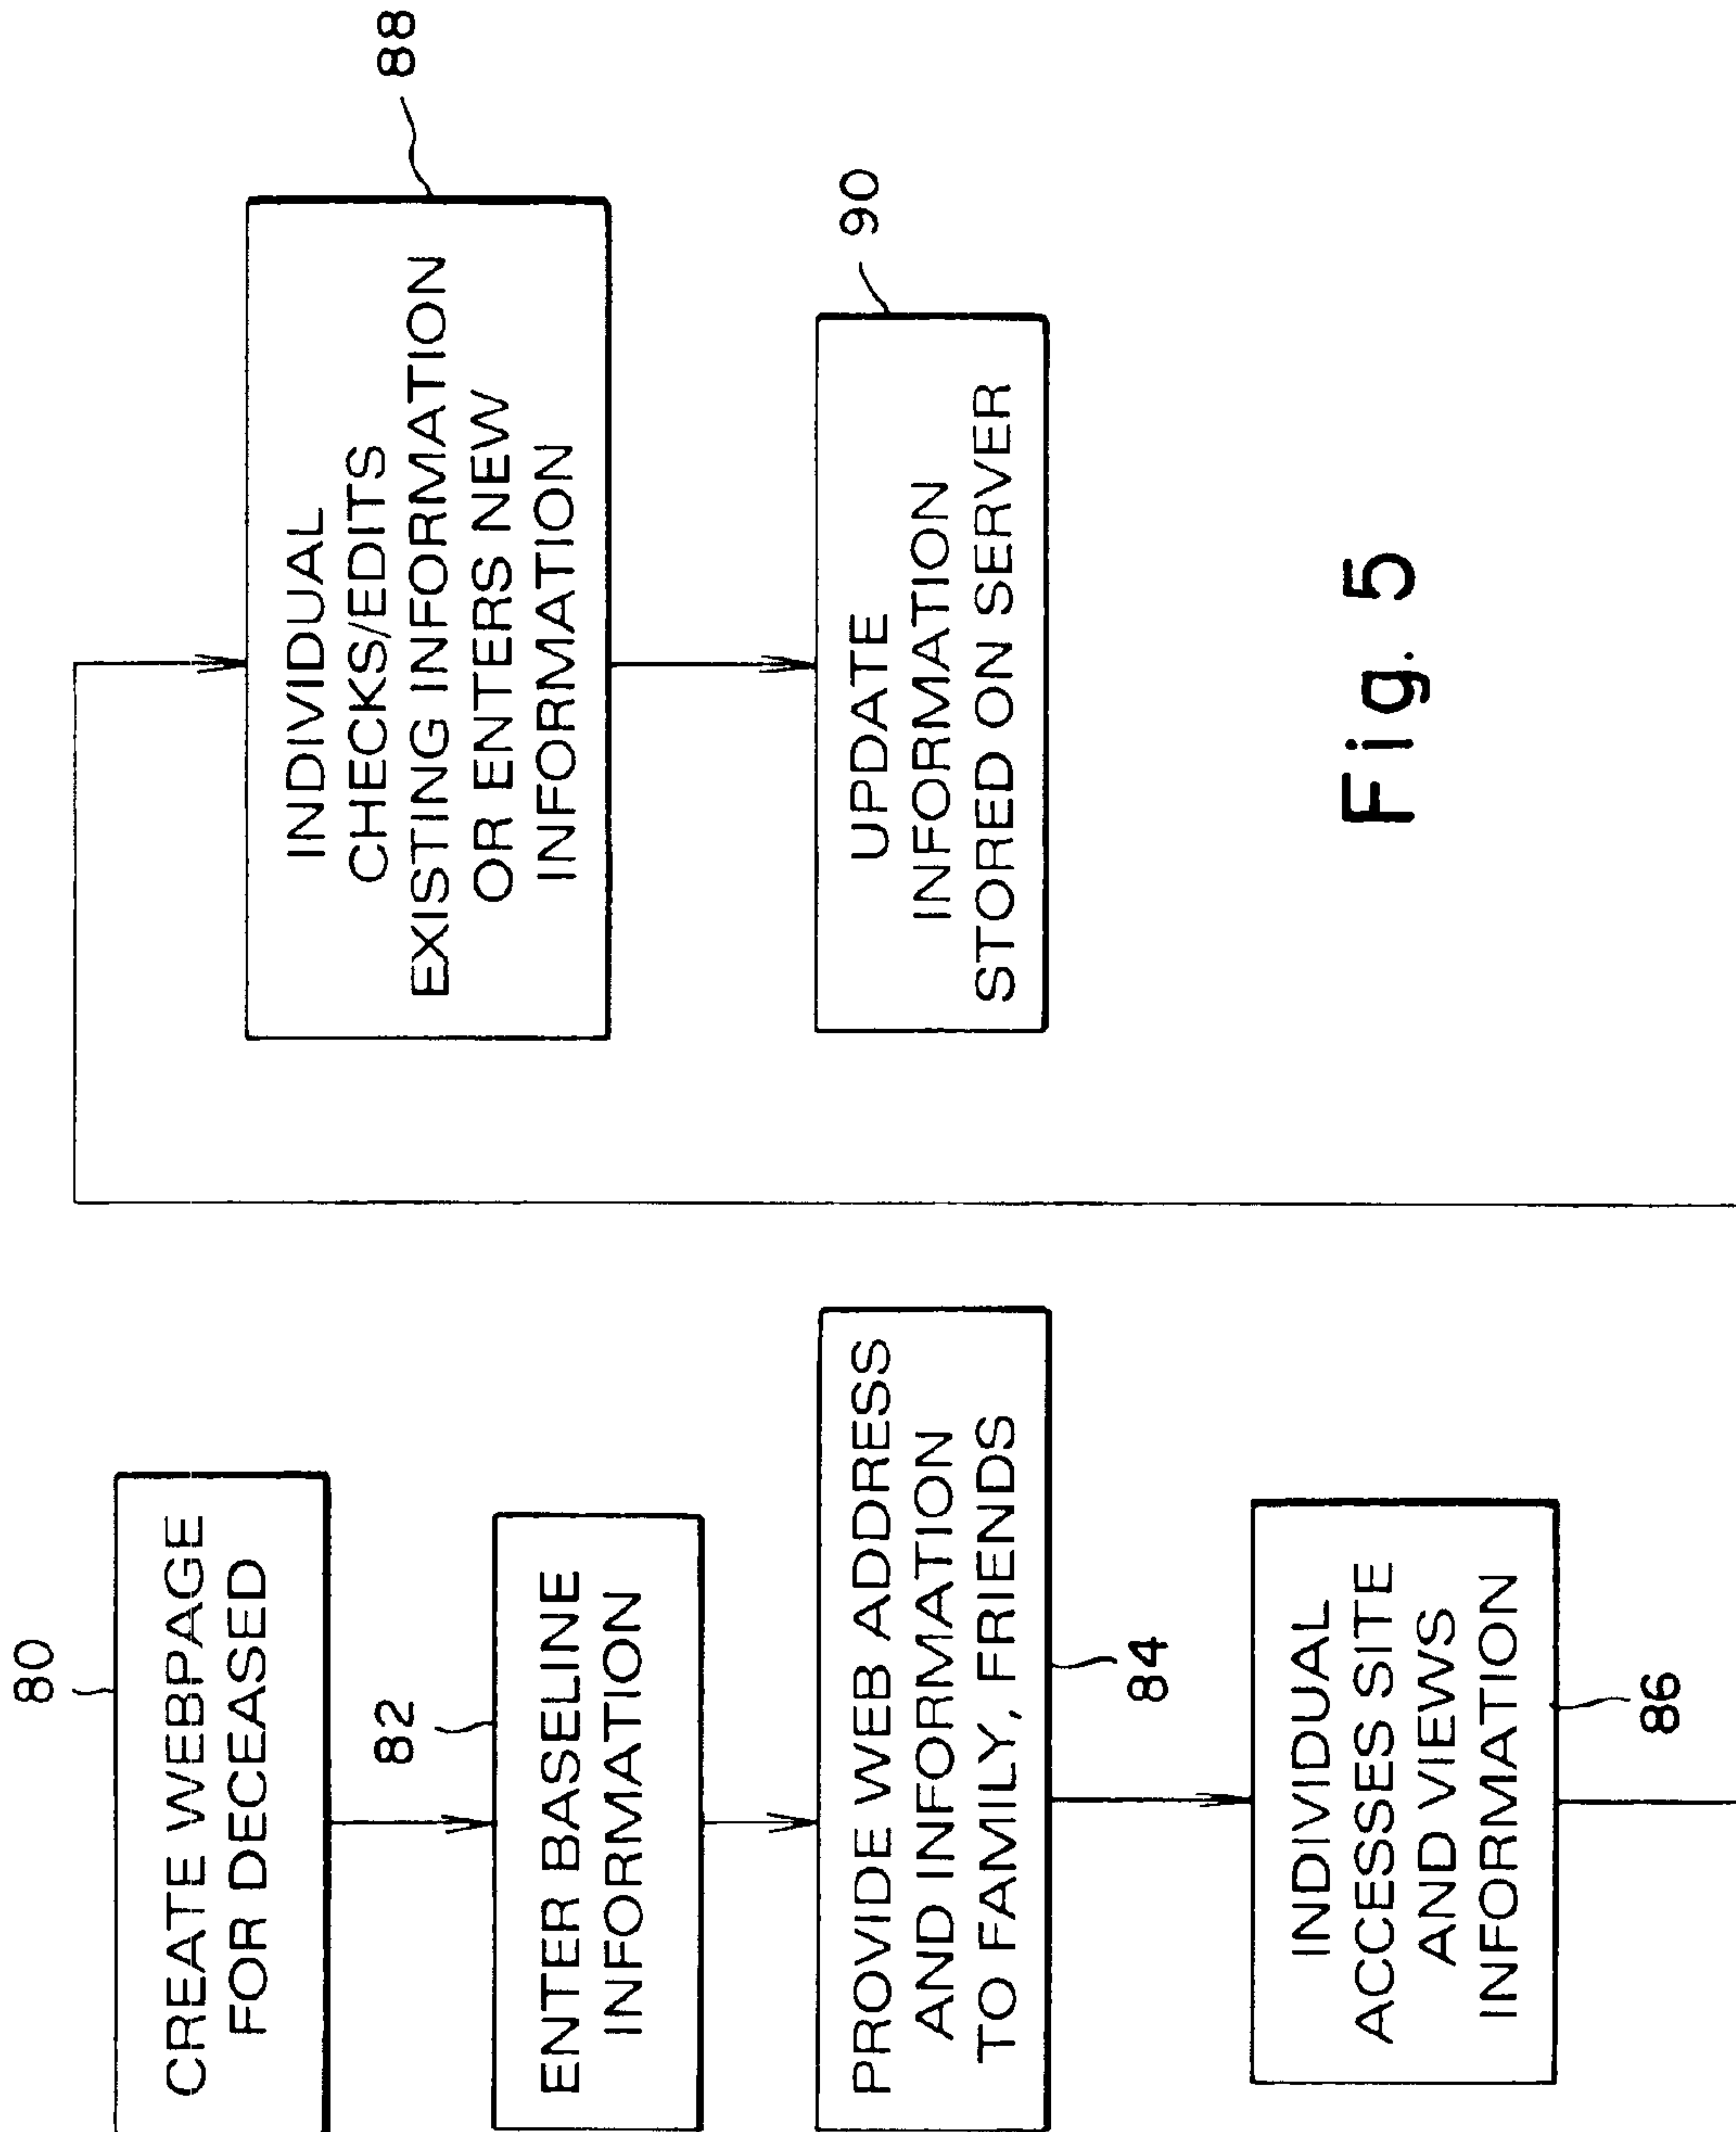 80
CREATE WEBPAGE
FOR DECEASED
82
ENTER BASELINE
INFORMATION
PROVIDE WEB ADDRESS
AND INFORMATION
TO FAMILY, FRIENDS
84
INDIVIDUAL
ACCESSES SITE
AND VIEWS
INFORMATION
86
88
INDIVIDUAL
CHECKS/EDITS
EXISTING INFORMATION
OR ENTERS NEW
INFORMATION
90
UPDATE
INFORMATION
STORED ON SERVER
Fig. 5